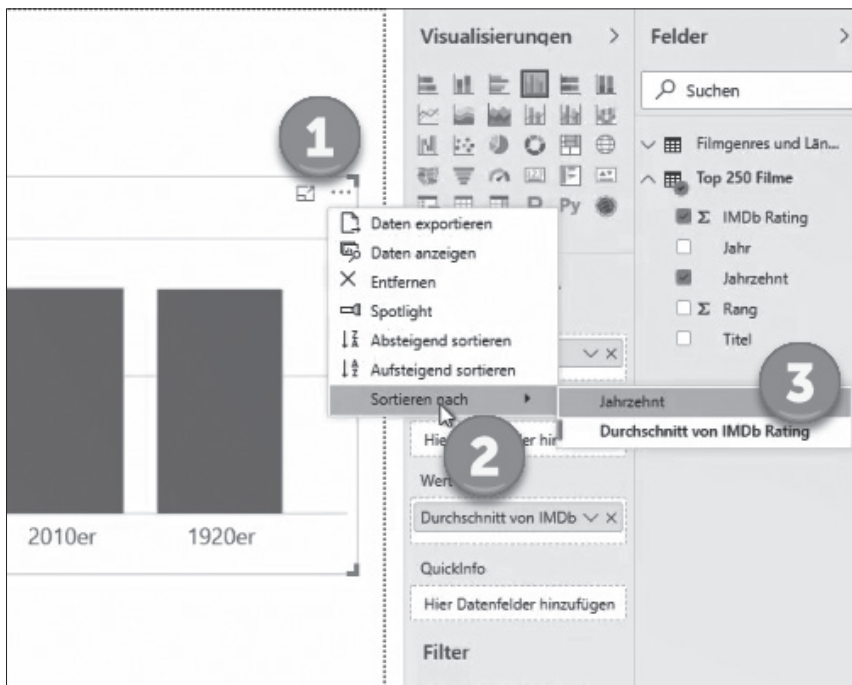 Visualisierungen
Felder
Suchen
Filmgenres und Län...
Top 250 Filme
Σ IMDb Rating
Jahr
Jahrzehnt
Σ Rang
Titel
1
...
Py
Daten exportieren
Daten anzeigen
Entfernen
Spotlight
Absteigend sortieren
Aufsteigend sortieren
Sortieren nach
2
3
Jahrzehnt
Durchschnitt von IMDb Rating
Durchschnitt von IMDb
QuickInfo
Hier Datenfelder hinzufügen
Filter
2010er
1920er